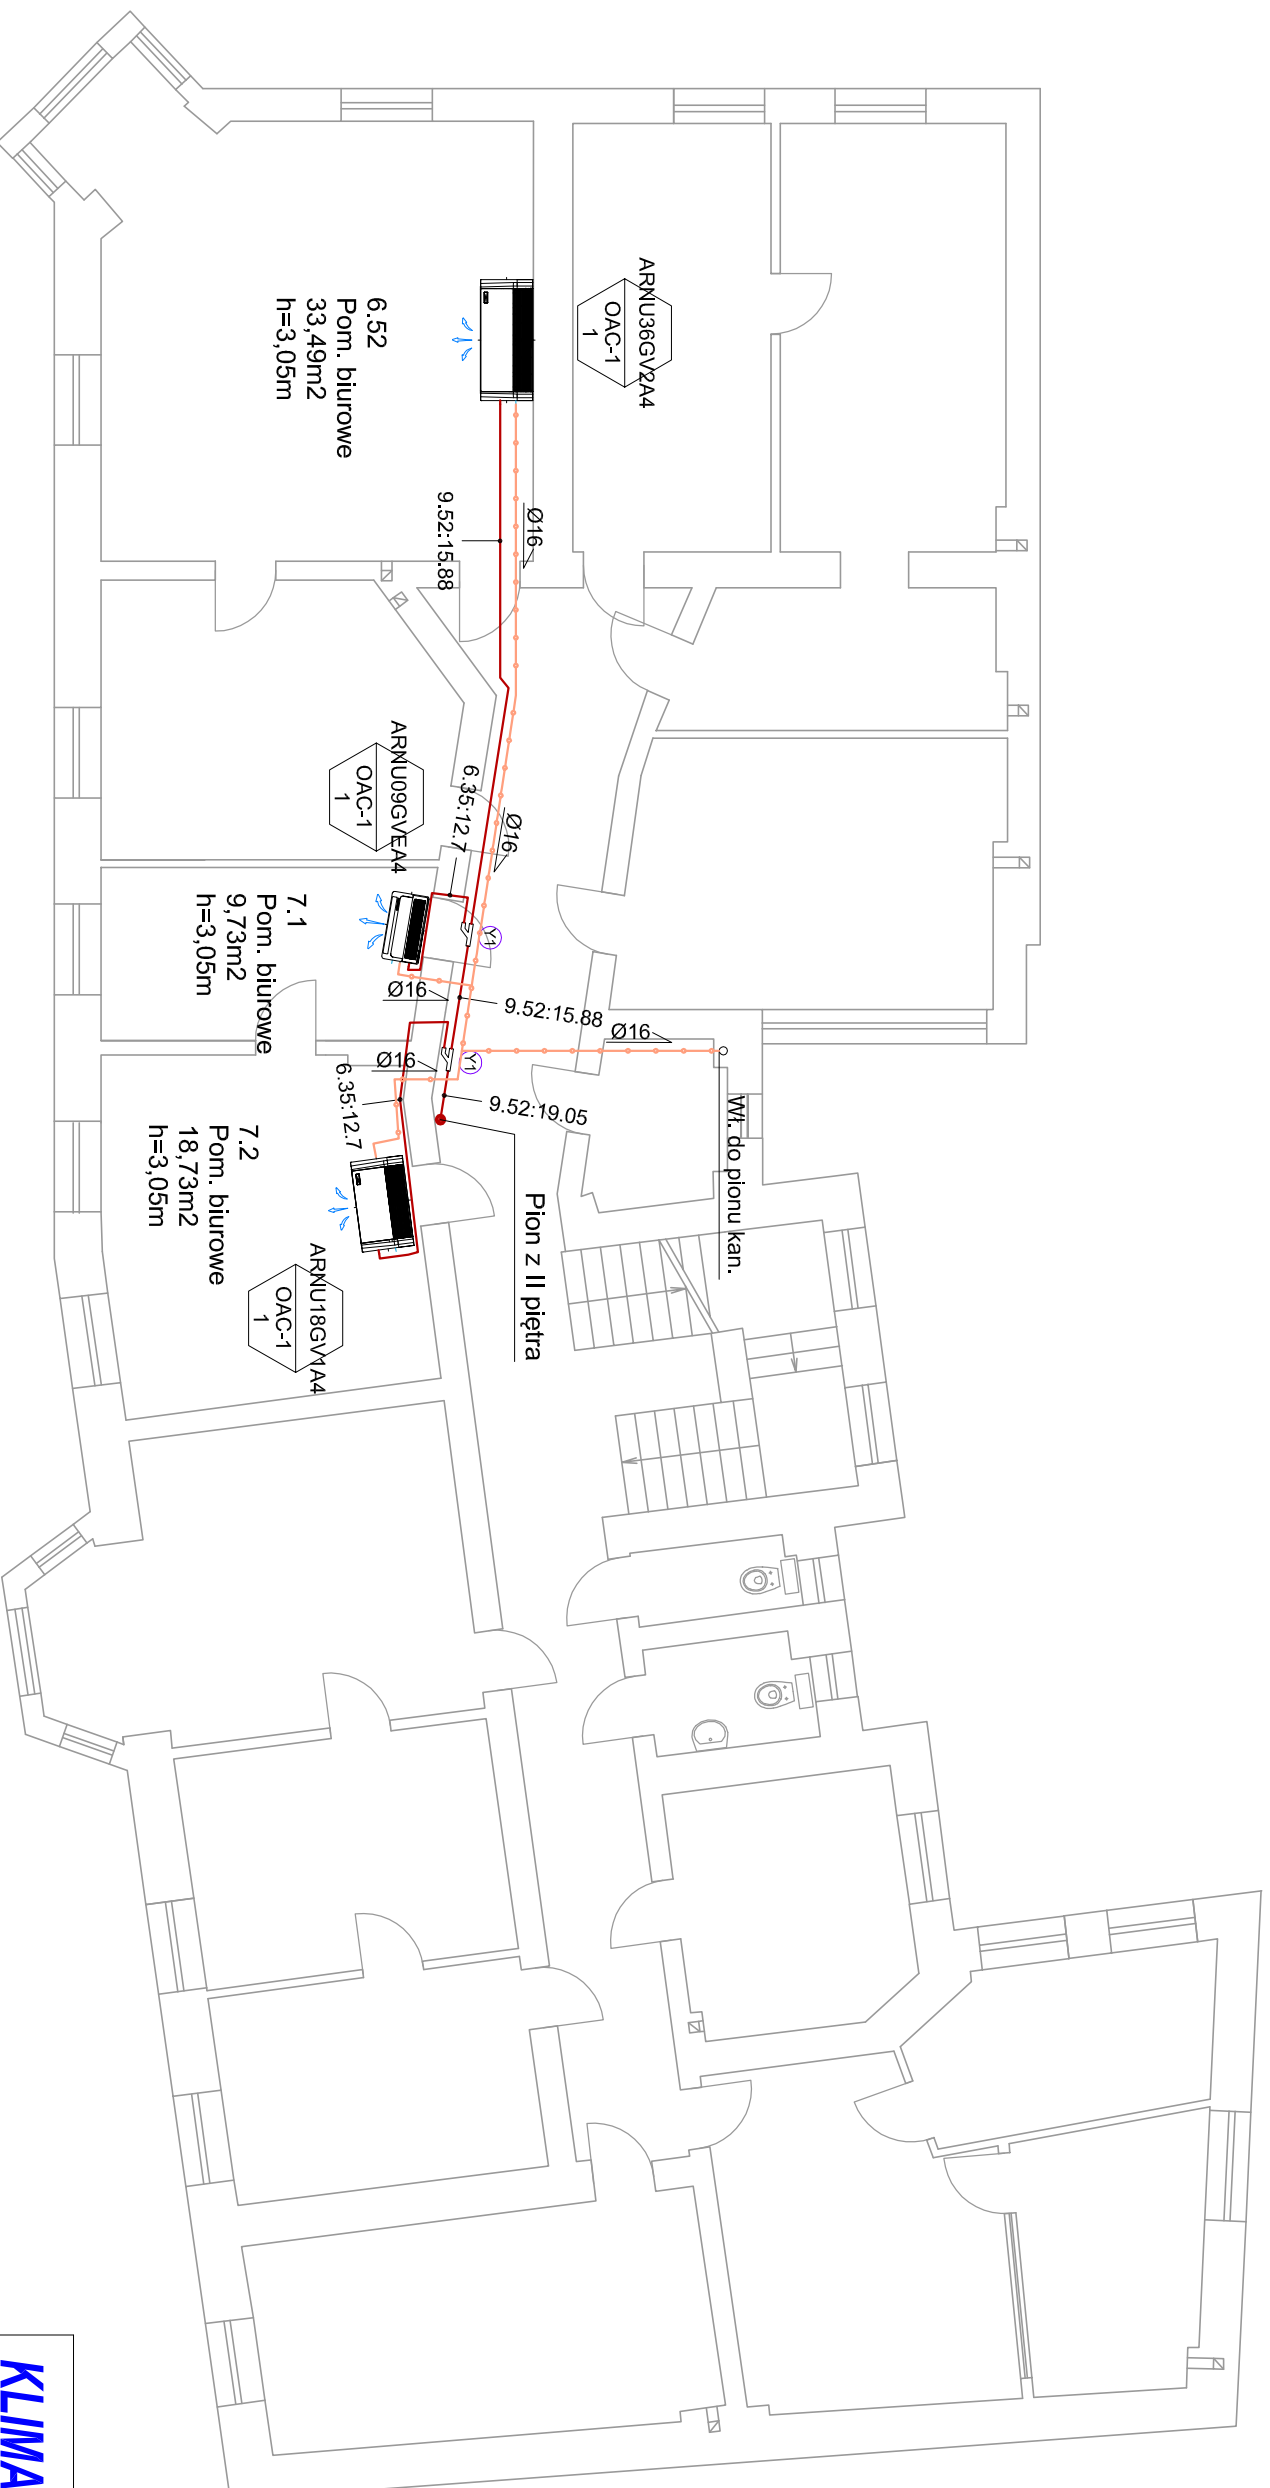 ARNU36GV2A4
OAC-1
1
6.52
Pom. biurowe
33,49m2
h=3,05m
Ø16
9.52:15.88
ARNU09GVEA4
OAC-1
1
6.35:12.7
Ø16
7.1
Pom. biurowe
9,73m2
h=3,05m
Y1
Ø16
9.52:15.88
Ø16
Ø16
Y1
6.35:12.7
9.52:19.05
Wł. do pionu kan.
7.2
Pom. biurowe
18,73m2
h=3,05m
Pion z II piętra
ARNU18GV1A4
OAC-1
1
KLIMA